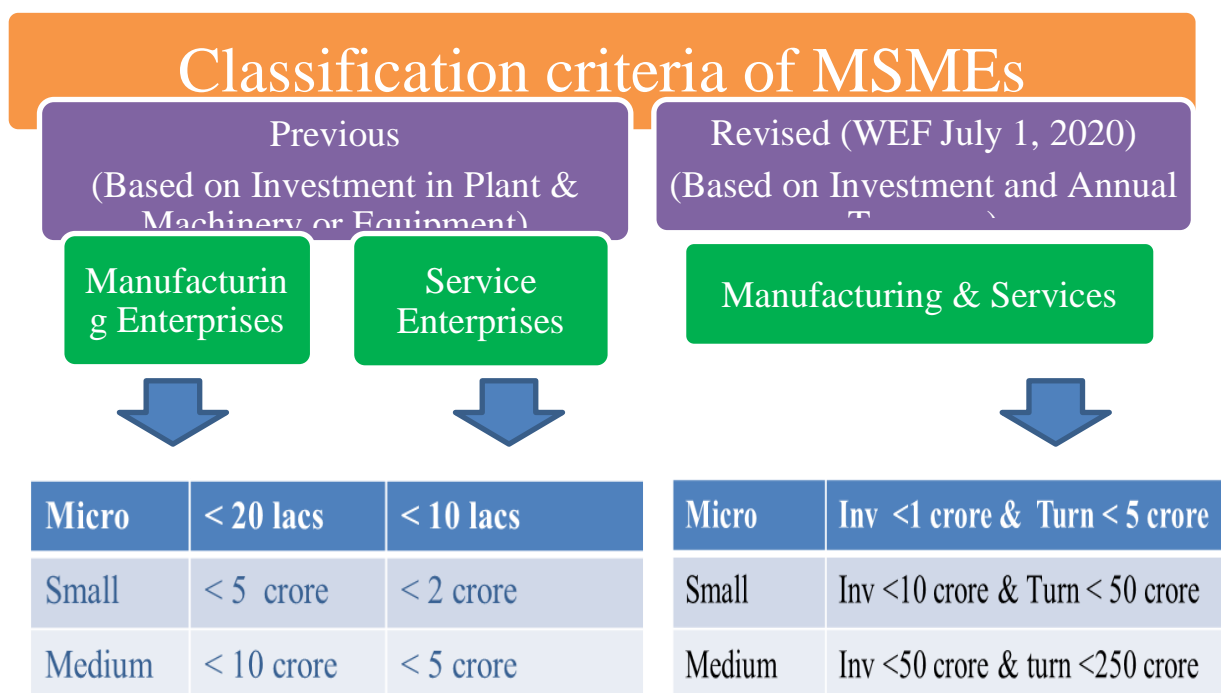 Classification criteria of MSMEs
Previous
(Based on Investment in Plant &
Machinery or Equipment)
Revised (WEF July 1, 2020)
(Based on Investment and Annual
Manufacturin
g Enterprises
Service
Enterprises
Manufacturing & Services
Micro < 20 lacs < 10 lacs
Small < 5 crore < 2 crore
Medium < 10 crore < 5 crore
Micro Inv <1 crore & Turn < 5 crore
Small Inv <10 crore & Turn < 50 crore
Medium Inv <50 crore & turn <250 crore